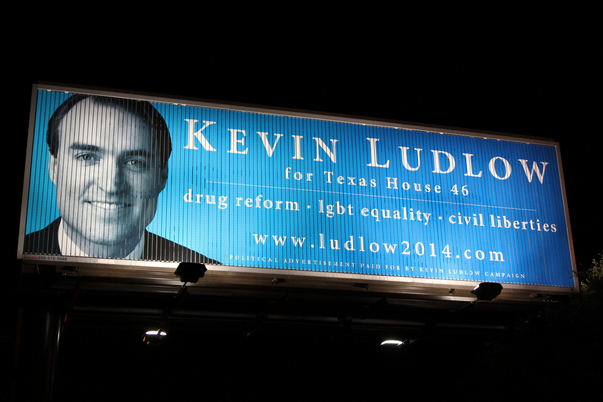 KEVIN LUDLOW
for Texas House 46
drug reform · lgbt equality · civil liberties
www.ludlow2014.com
POLITICAL ADVERTISEMENT PAID FOR BY KEVIN LUDLOW CAMPAIGN